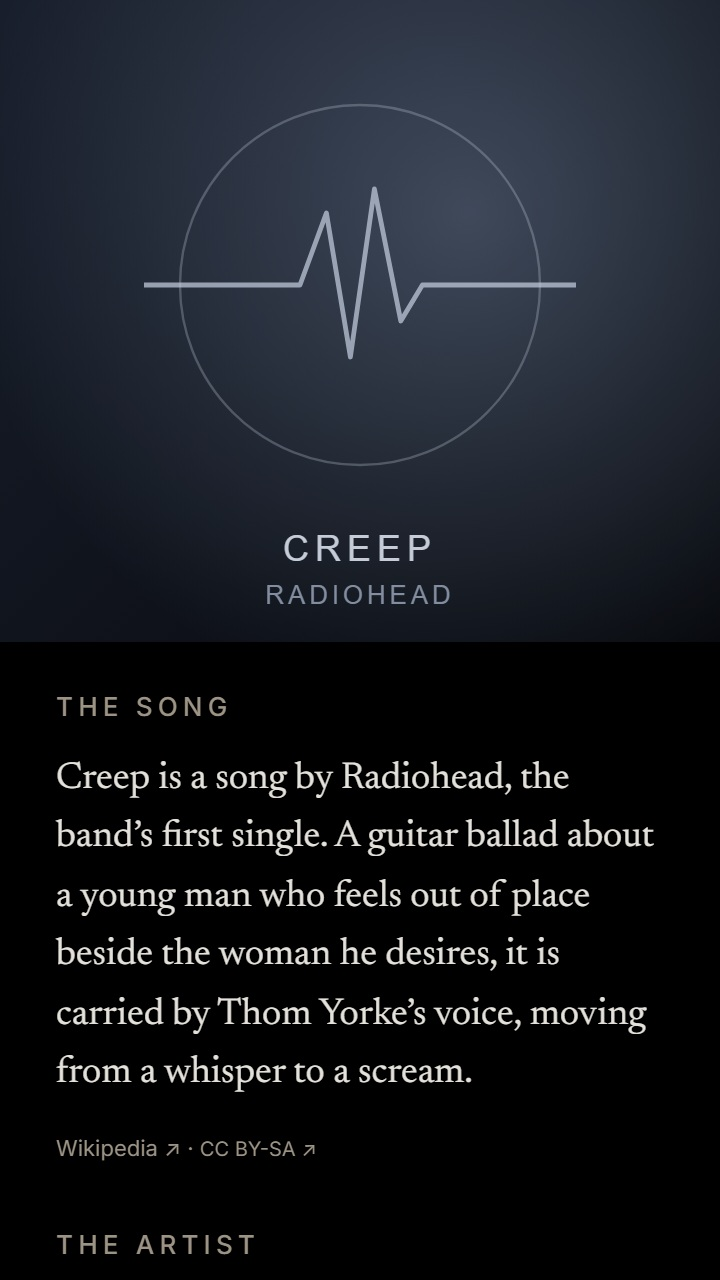 CREEP
RADIOHEAD
THE SONG
Creep is a song by Radiohead, the
band’s first single. A guitar ballad about
a young man who feels out of place
beside the woman he desires, it is
carried by Thom Yorke’s voice, moving
from a whisper to a scream.
Wikipedia ↗ · CC BY-SA ↗
THE ARTIST